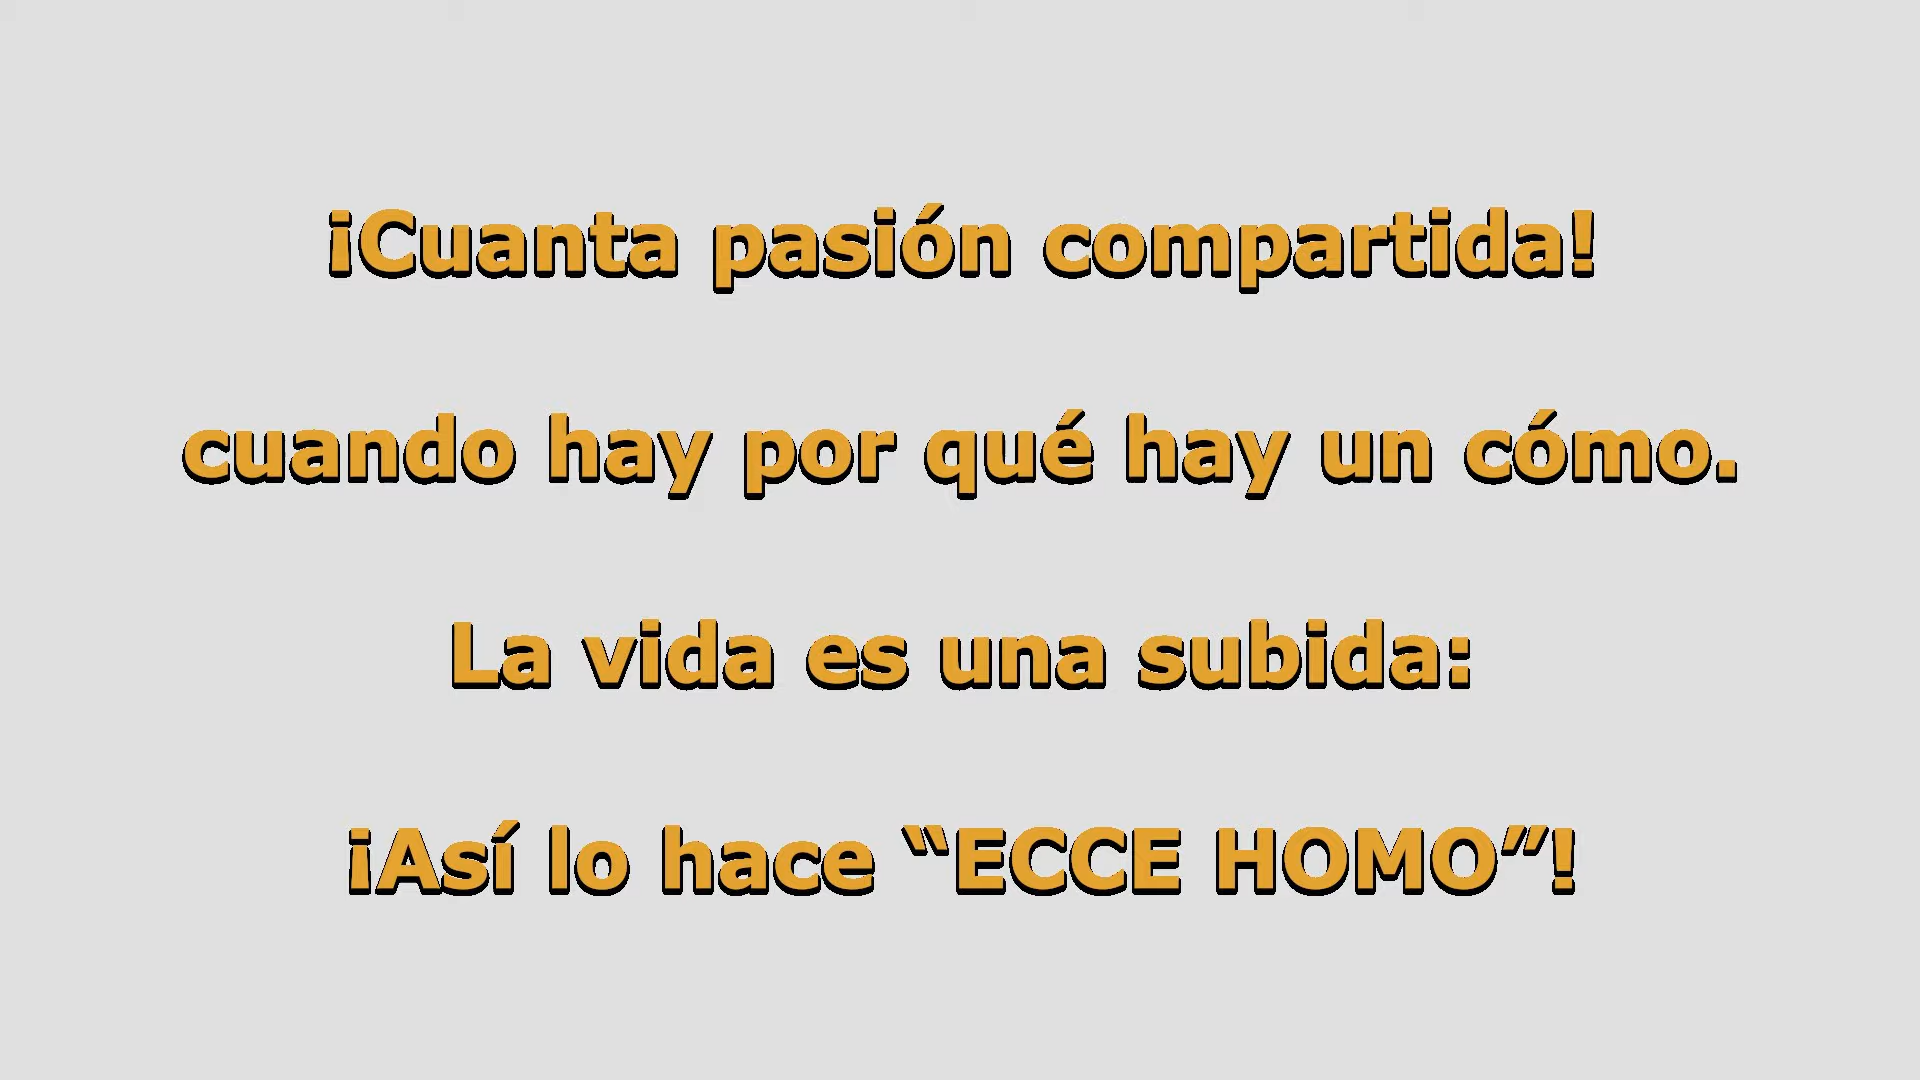 ¡Cuanta pasión compartida!
cuando hay por qué hay un cómo.
La vida es una subida:
¡Así lo hace “ECCE HOMO”!